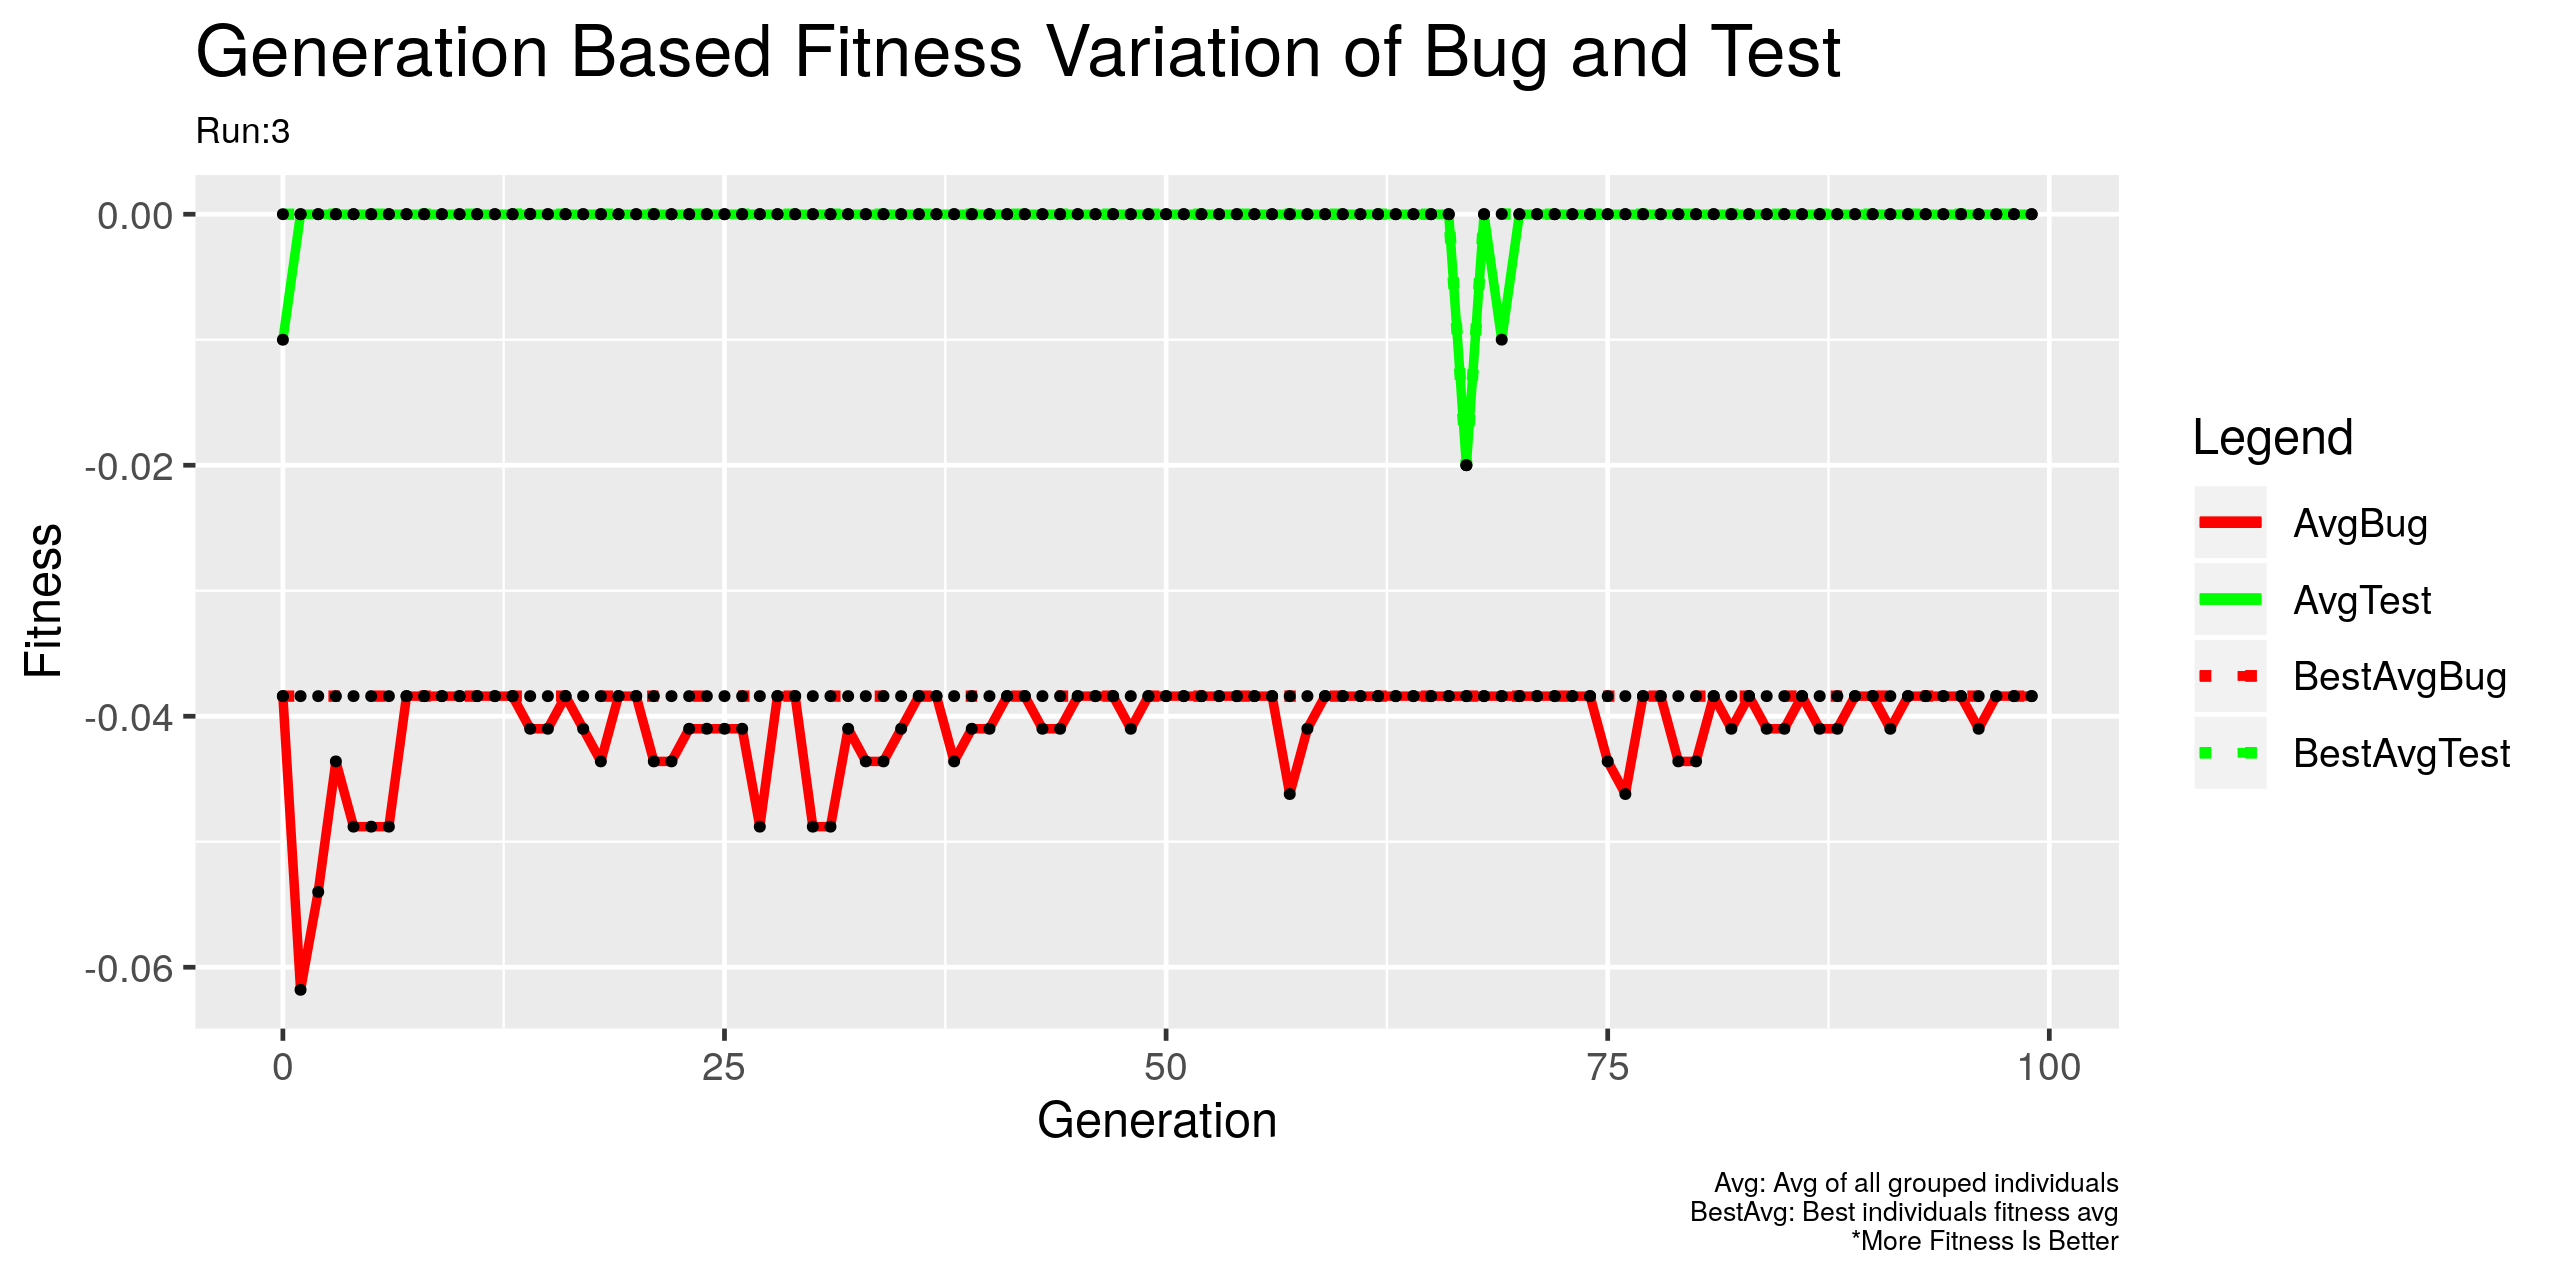 Generation Based Fitness Variation of Bug and Test
Run:3
Fitness
0.00
-0.02
-0.04
-0.06
0
25
50
75
100
Generation
Legend
AvgBug
AvgTest
BestAvgBug
BestAvgTest
Avg: Avg of all grouped individuals
BestAvg: Best individuals fitness avg
*More Fitness Is Better